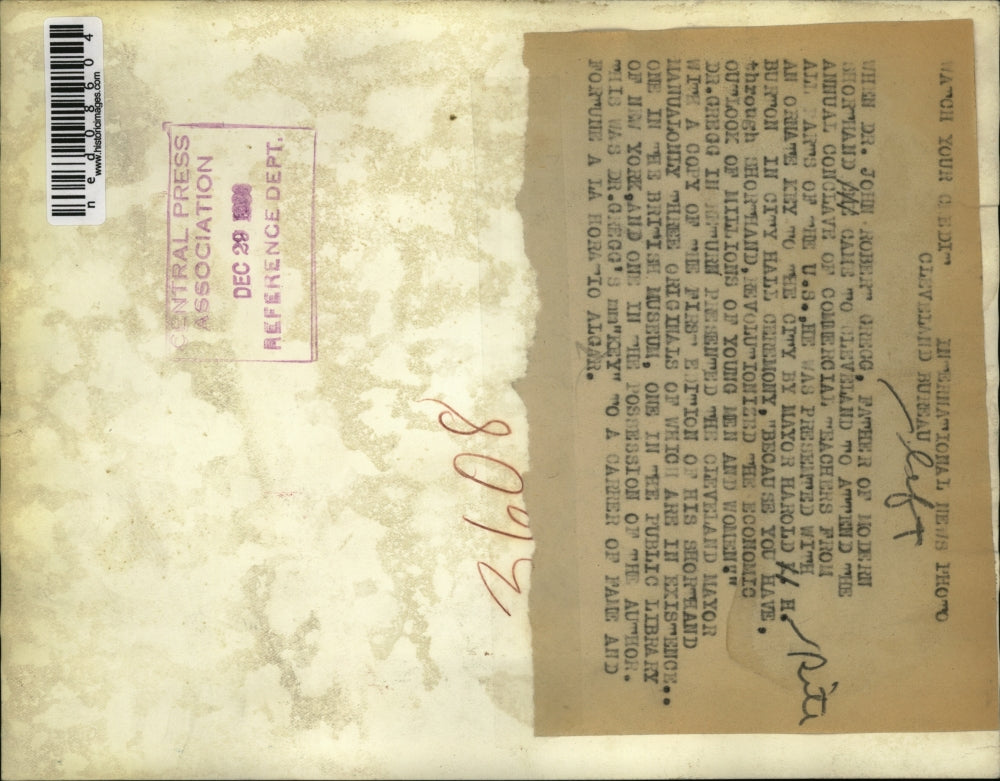 WATCH YOUR CREDIT INTERNATIONAL NEWS PHOTO
CLEVELAND BUREAU
left
WHEN DR. JOHN ROBERT GREGG, FATHER OF MODERN
SHORTHAND CAME TO CLEVELAND TO ATTEND THE
ANNUAL CONCLAVE OF COMMERCIAL TEACHERS FROM
ALL PARTS OF THE U.S., HE WAS PRESENTED WITH
AN ORNATE KEY TO THE CITY BY MAYOR HAROLD H H.
BURTON IN CITY HALL CEREMONY, "BECAUSE YOU HAVE,
through SHORTHAND, REVOLUTIONIZED THE ECONOMIC
OUTLOOK OF MILLIONS OF YOUNG MEN AND WOMEN!"
DR.GREGG IN RETURN PRESENTED THE CLEVELAND MAYOR
WITH A COPY OF THE FIRST EDITION OF HIS SHORTHAND
MANUAL, ONLY THREE ORIGINALS OF WHICH ARE IN EXISTENCE..
ONE IN THE BRITISH MUSEUM, ONE IN THE PUBLIC LIBRARY
OF NEW YORK, AND ONE IN THE POSSESSION OF THE AUTHOR.
THIS WAS DR.GREGG'S "KEY" TO A CAREER OF FAME AND
FORTUNE A LA HORATIO ALGAR.
3608
CENTRAL PRESS
ASSOCIATION
DEC 29
REFERENCE DEPT.
www.historicimages.com
ned08604